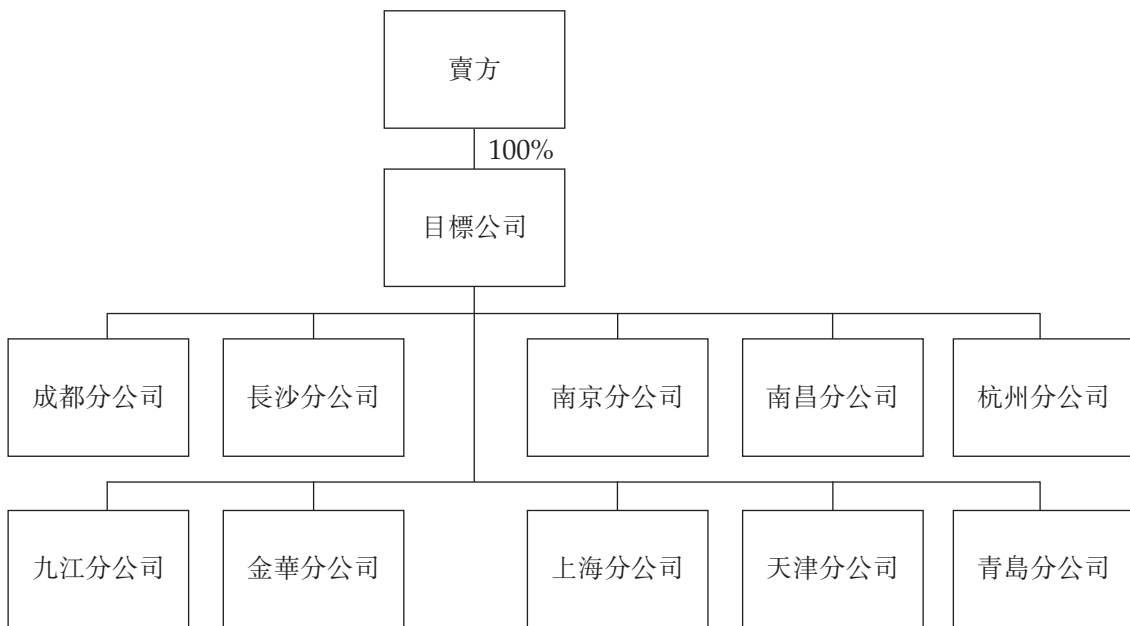 賣方
100%
目標公司
成都分公司
長沙分公司
南京分公司
南昌分公司
杭州分公司
九江分公司
金華分公司
上海分公司
天津分公司
青島分公司